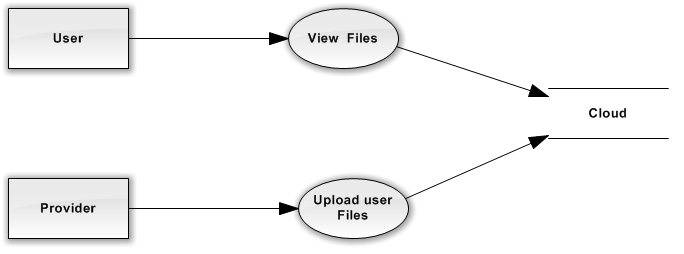 User
View Files
Cloud
Provider
Upload user
Files